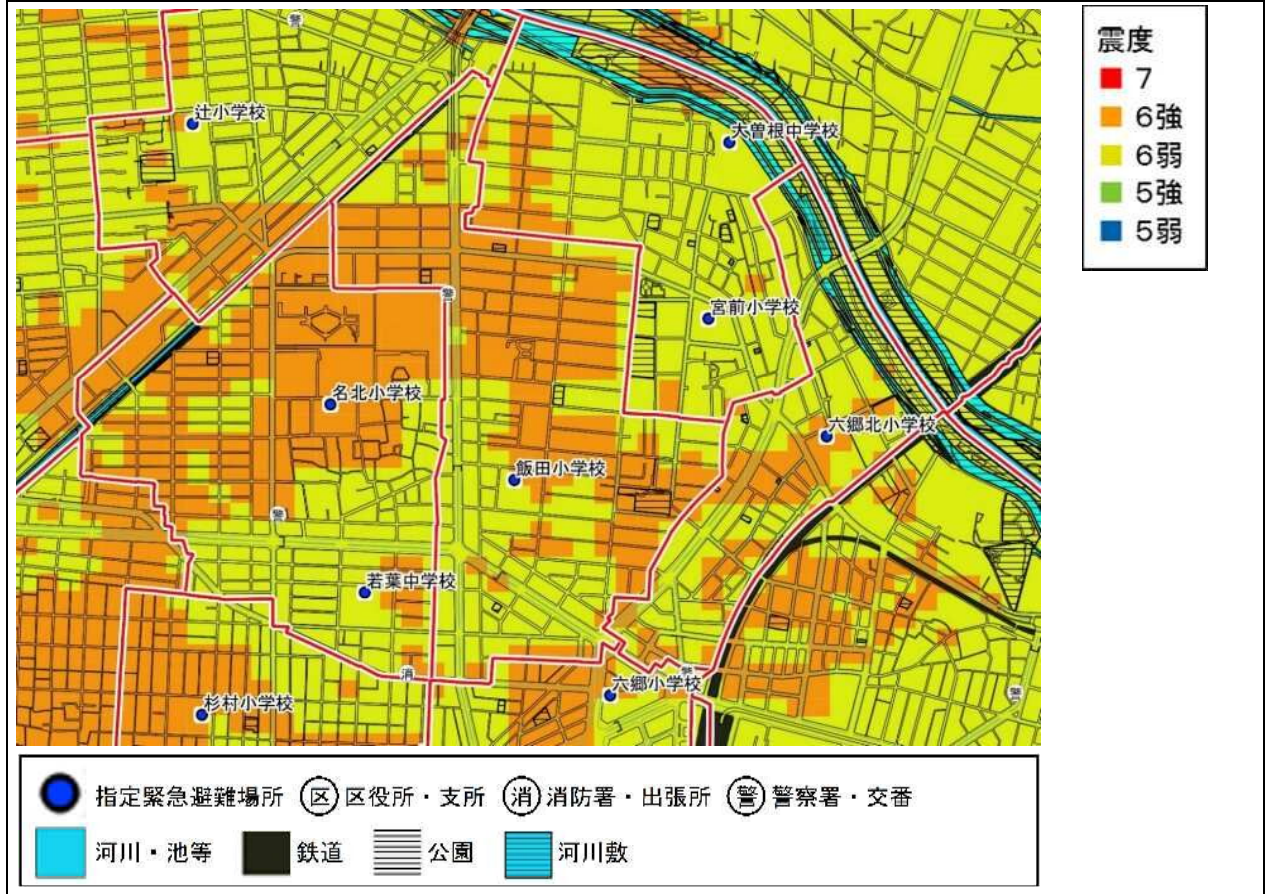 震度
7
6強
6弱
5強
5弱
警
辻小学校
大曽根中学校
宮前小学校
警
名北小学校
六郷北小学校
飯田小学校
警
若葉中学校
消
六郷小学校
警
警
杉村小学校
指定緊急避難場所 区 区役所・支所 消 消防署・出張所 警 警察署・交番
河川・池等 鉄道 公園 河川敷